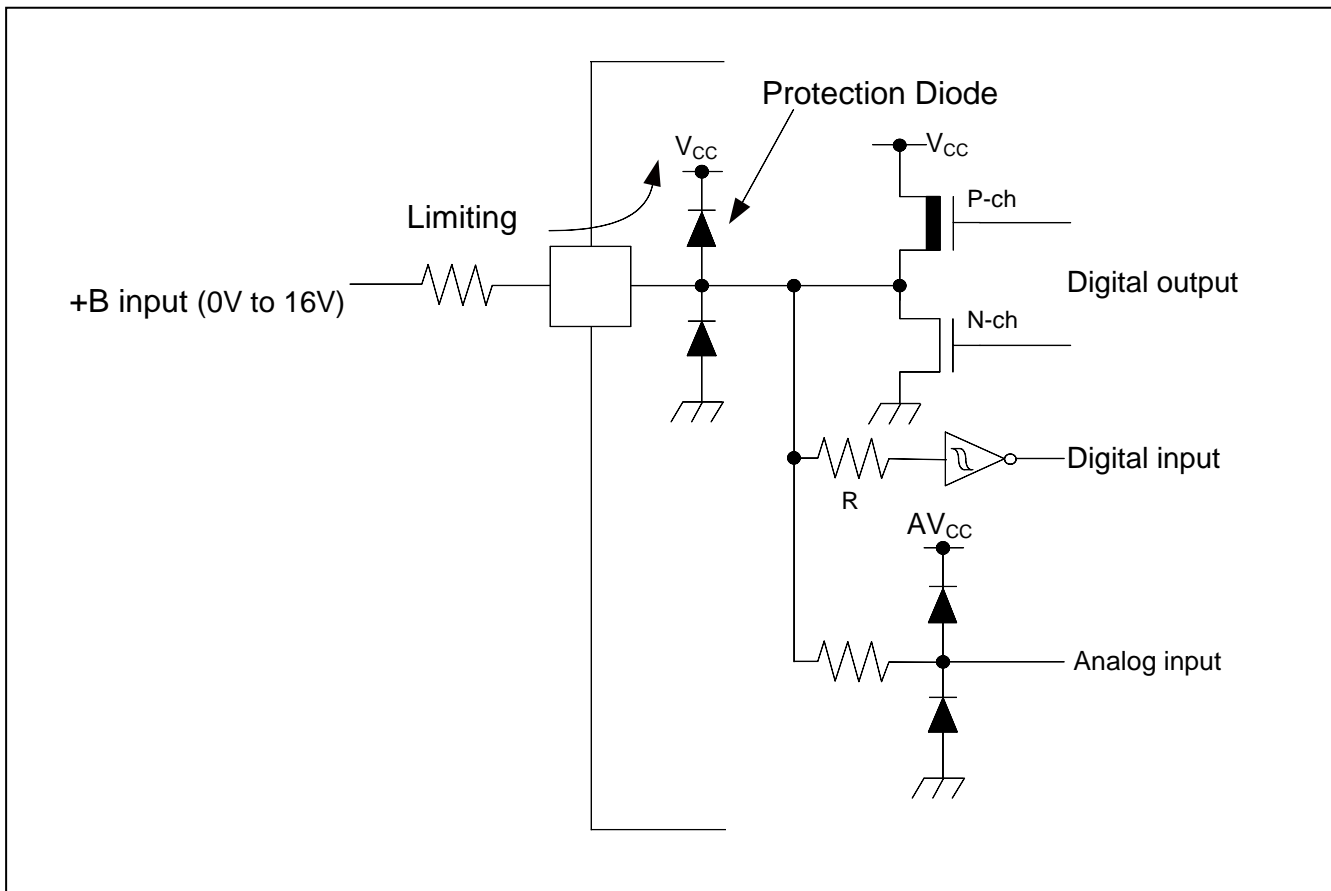 Protection Diode
VCC
VCC
P-ch
Limiting
Digital output
+B input (0V to 16V)
N-ch
Digital input
R
AVCC
Analog input